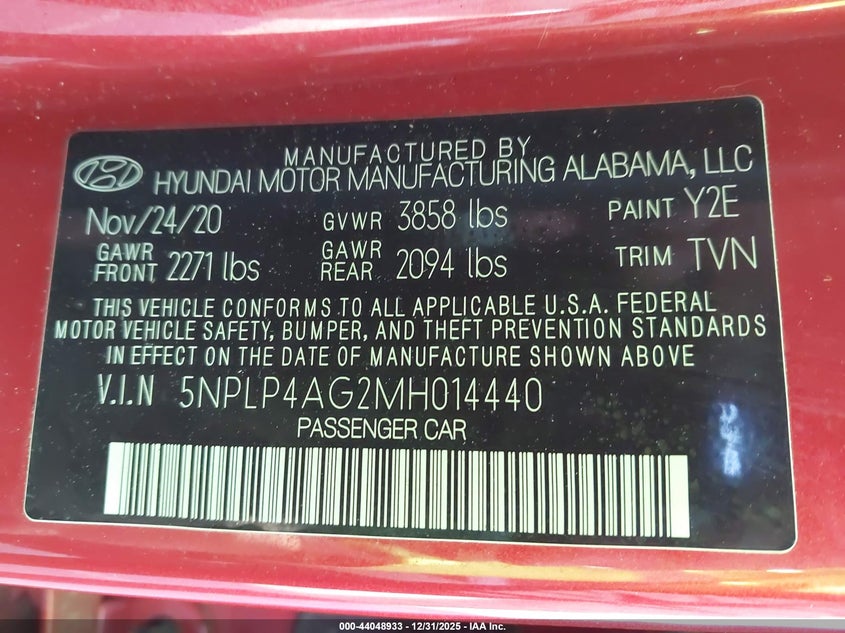 MANUFACTURED BY
HYUNDAI MOTOR MANUFACTURING ALABAMA, LLC
Nov/24/20 GVWR 3858 lbs PAINT Y2E
GAWR FRONT 2271 lbs GAWR REAR 2094 lbs TRIM TVN
THIS VEHICLE CONFORMS TO ALL APPLICABLE U.S.A. FEDERAL
MOTOR VEHICLE SAFETY, BUMPER, AND THEFT PREVENTION STANDARDS
IN EFFECT ON THE DATE OF MANUFACTURE SHOWN ABOVE
V.I.N 5NPLP4AG2MH014440
PASSENGER CAR
000-44048933 - 12/31/2025 - IAA Inc.